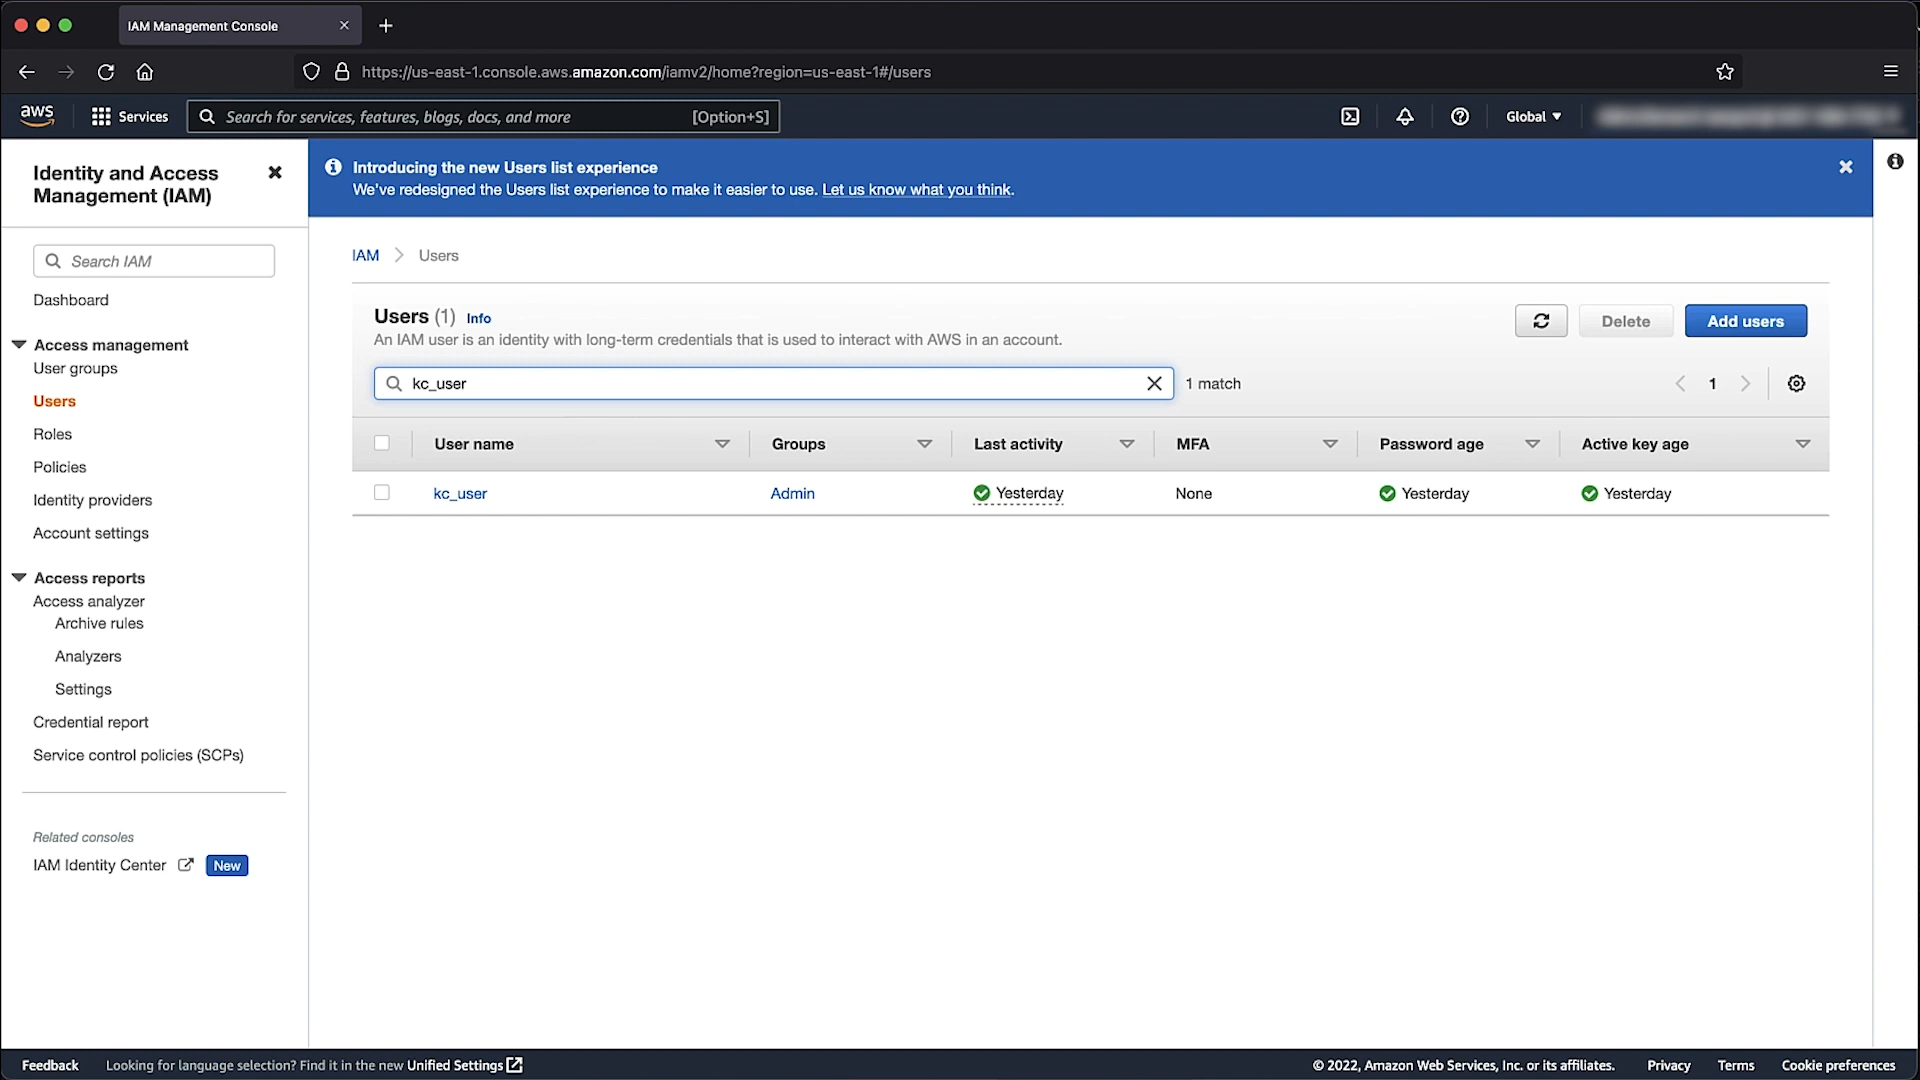 IAM Management Console
https://us-east-1.console.aws.amazon.com/iamv2/home?region=us-east-1#/users
aws
Services
Search for services, features, blogs, docs, and more
[Option+S]
Global
Identity and Access
Management (IAM)
Search IAM
Dashboard
Access management
User groups
Users
Roles
Policies
Identity providers
Account settings
Access reports
Access analyzer
Archive rules
Analyzers
Settings
Credential report
Service control policies (SCPs)
Related consoles
IAM Identity Center
New
Introducing the new Users list experience
We've redesigned the Users list experience to make it easier to use. Let us know what you think.
IAM
Users
Users (1) Info
An IAM user is an identity with long-term credentials that is used to interact with AWS in an account.
Delete
Add users
kc_user
1 match
1
User name
Groups
Last activity
MFA
Password age
Active key age
kc_user
Admin
Yesterday
None
Yesterday
Yesterday
Feedback
Looking for language selection? Find it in the new Unified Settings
© 2022, Amazon Web Services, Inc. or its affiliates.
Privacy
Terms
Cookie preferences